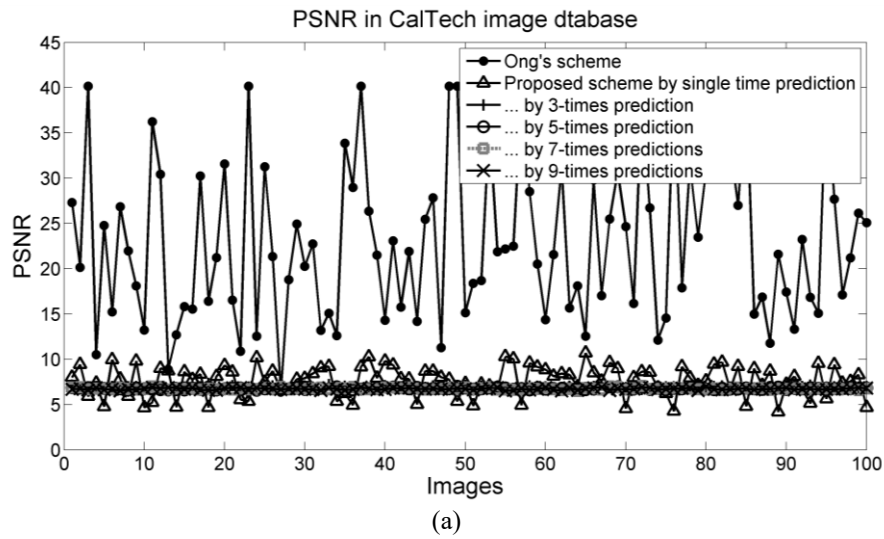 PSNR in CalTech image dtabase
45
40
35
30
25
20
15
10
5
0
PSNR
Ong's scheme
Proposed scheme by single time prediction
... by 3-times prediction
... by 5-times prediction
... by 7-times predictions
... by 9-times predictions
0 10 20 30 40 50 60 70 80 90 100
Images
(a)